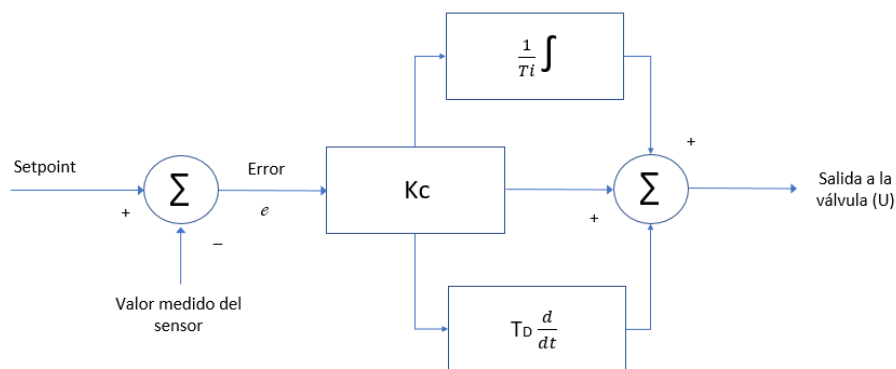 1/Ti ∫
+
Setpoint
Σ
Error
Kc
Σ
Salida a la
válvula (U)
+
e
+
−
Valor medido del
sensor
TD d/dt